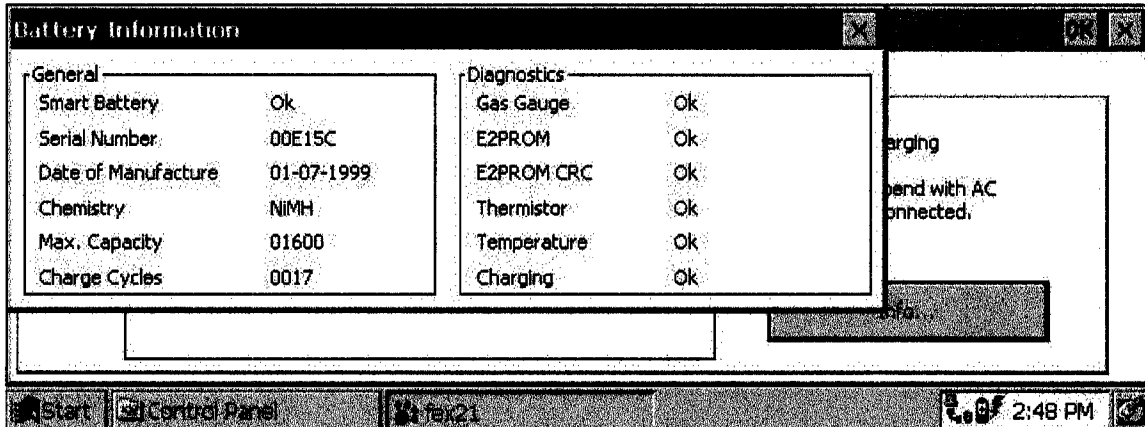 Battery Information
OK
General
Smart Battery Ok
Serial Number 00E15C
Date of Manufacture 01-07-1999
Chemistry NiMH
Max. Capacity 01600
Charge Cycles 0017
Diagnostics
Gas Gauge Ok
E2PROM Ok
E2PROM CRC Ok
Thermistor Ok
Temperature Ok
Charging Ok
arging
pend with AC
onnected.
Info...
Start
Control Panel
fex21
2:48 PM